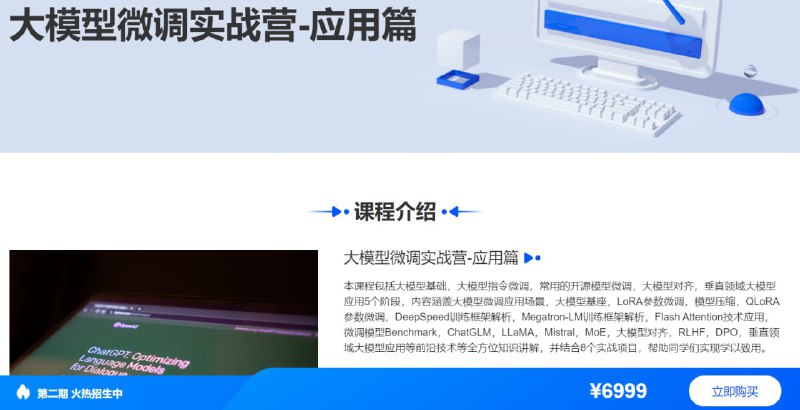 大模型微调实战营-应用篇
课程介绍
大模型微调实战营-应用篇
本课程包括大模型基础，大模型指令微调，常用的开源模型微调，大模型对齐，垂直领域大模型
应用5个阶段，内容涵盖大模型微调应用场景，大模型基座，LoRA参数微调，模型压缩，QLoRA
参数微调，DeepSpeed训练框架解析，Megatron-LM训练框架解析，Flash Attention技术应用，
微调模型Benchmark，ChatGLM，LLaMA，Mistral，MoE，大模型对齐，RLHF，DPO，垂直领
域大模型应用等前沿技术等全方位知识讲解，并结合8个实战项目，帮助同学们实现学以致用。
OpenAI
ChatGPT: Optimizing
Language Models
for Dialogue
第二期 火热招生中
¥6999
立即购买